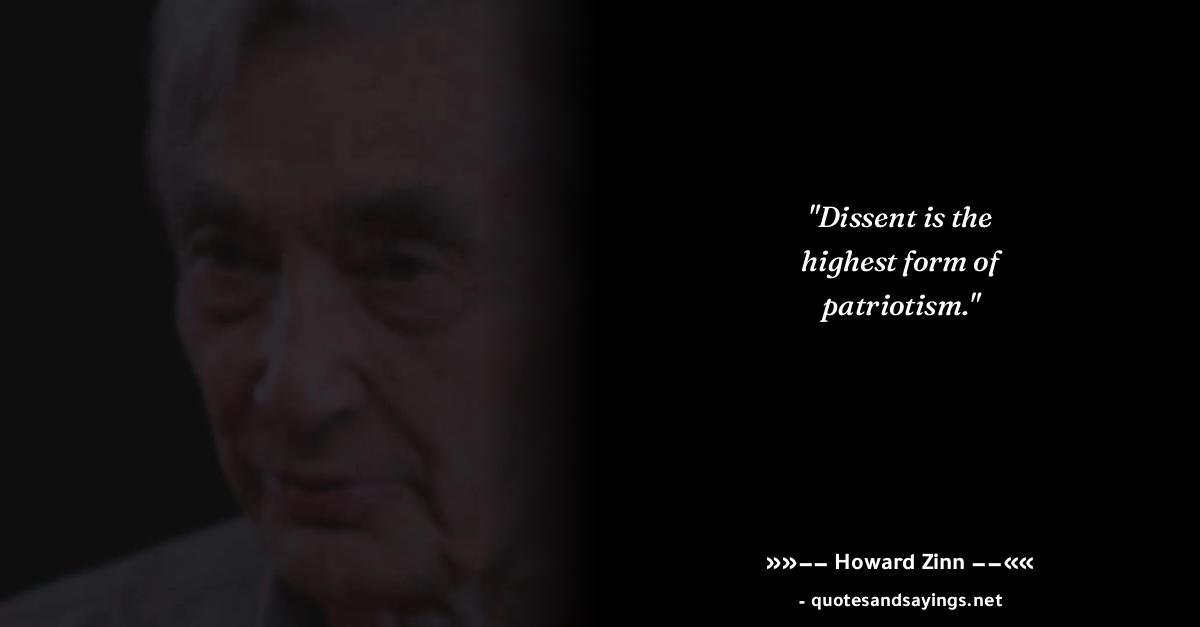 "Dissent is the
highest form of
patriotism."
»»–– Howard Zinn ––««
- quotesandsayings.net